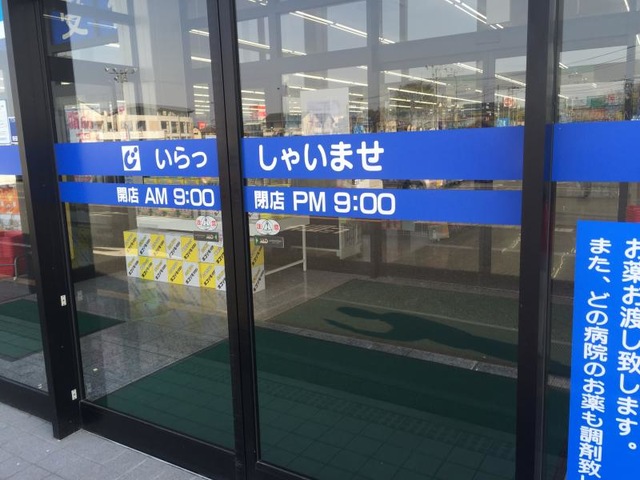 いらっしゃいませ
開店 AM 9:00 閉店 PM 9:00
お薬お渡し致します。
また、どの病院のお薬も調剤致し